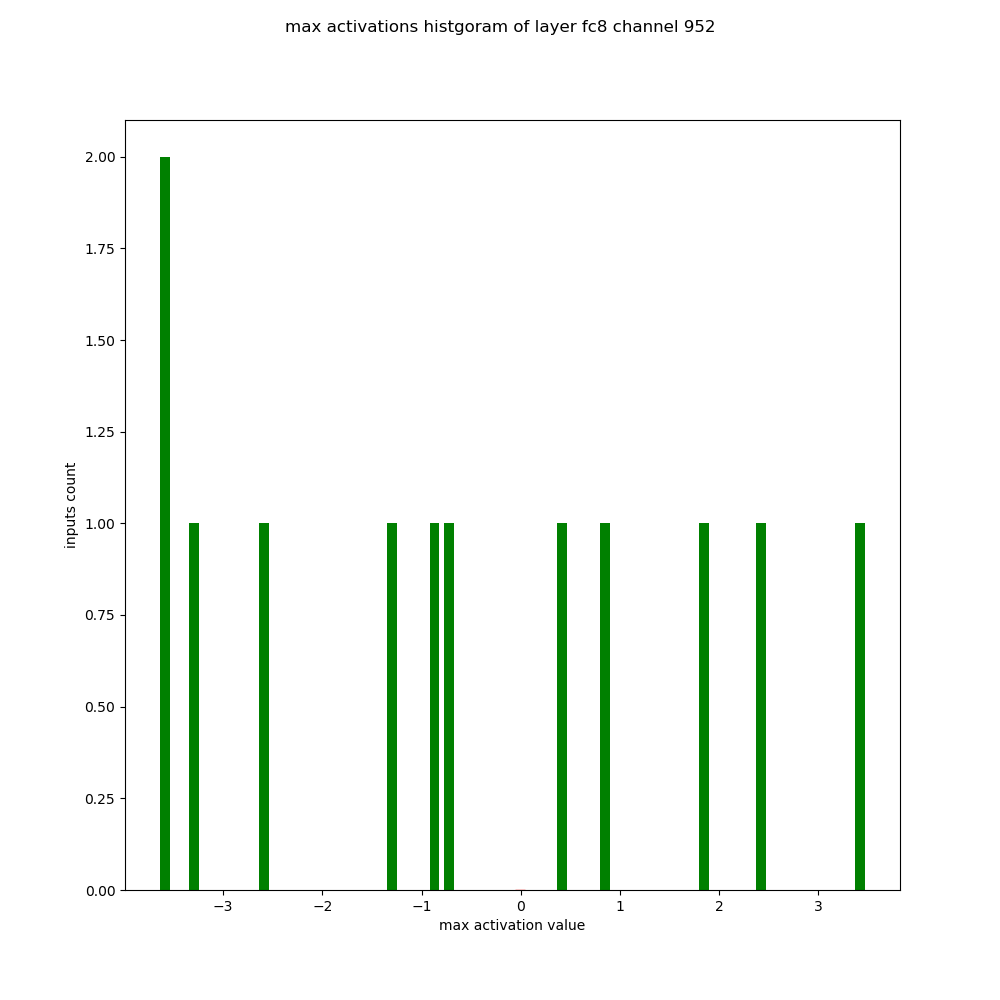 max activations histgoram of layer fc8 channel 952
2.00
1.75
1.50
1.25
1.00
0.75
0.50
0.25
0.00
inputs count
−3 −2 −1 0 1 2 3
max activation value